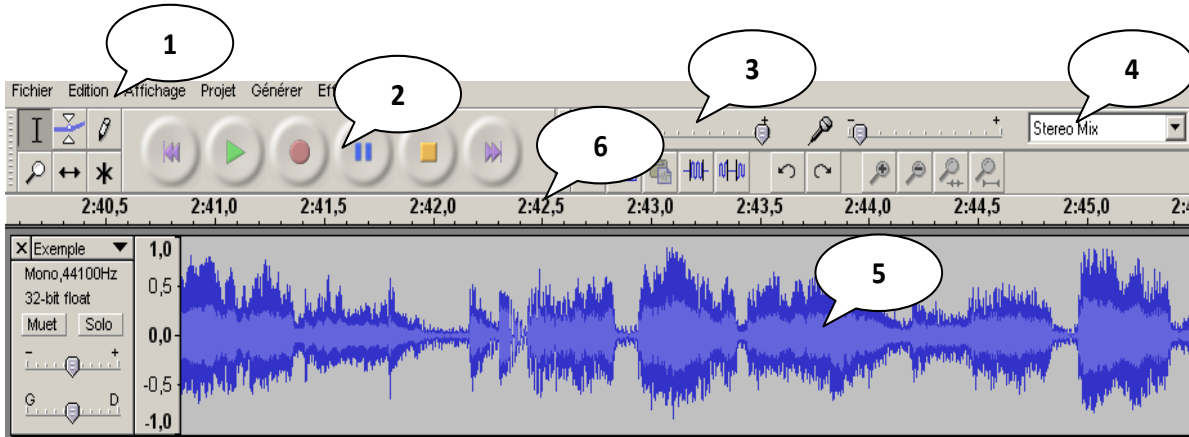 1
2
3
4
6
5
Fichier Edition Affichage Projet Générer
Stereo Mix
2:40,5 2:41,0 2:41,5 2:42,0 2:42,5 2:43,0 2:43,5 2:44,0 2:44,5 2:45,0
Exemple
Mono,44100Hz
32-bit float
Muet Solo
- +
G D
1,0
0,5
0,0
-0,5
-1,0